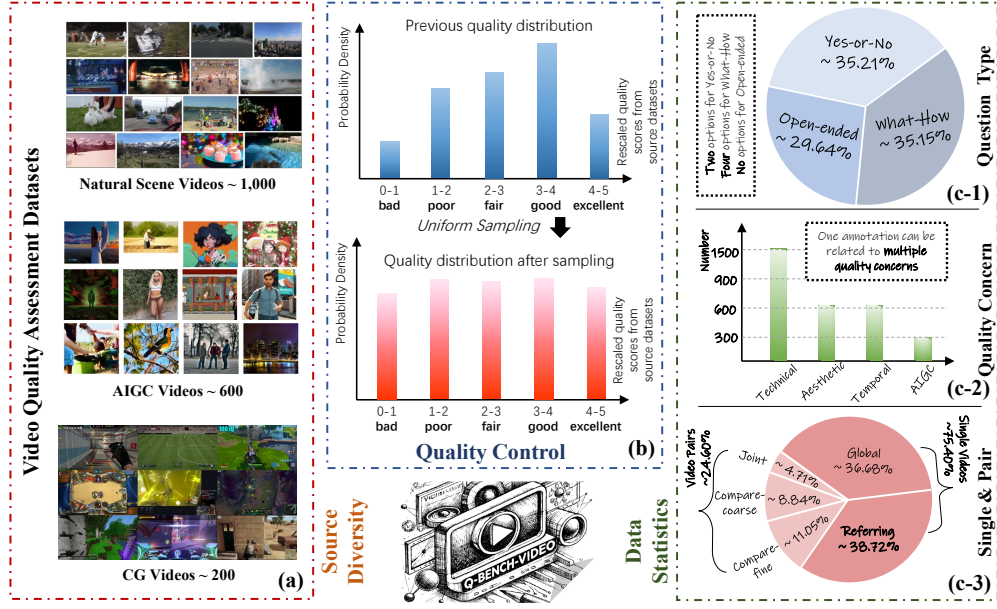 Video Quality Assessment Datasets
Natural Scene Videos ~ 1,000
AIGC Videos ~ 600
CG Videos ~ 200
(a)
Previous quality distribution
Probability Density
Rescaled quality
scores from
source datasets
0-1
1-2
2-3
3-4
4-5
bad
poor
fair
good
excellent
Uniform Sampling
Quality distribution after sampling
Probability Density
Rescaled quality
scores from
source datasets
0-1
1-2
2-3
3-4
4-5
bad
poor
fair
good
excellent
Quality Control
(b)
Source
Diversity
Q-BENCH-VIDEO
Data
Statistics
Two options for Yes-or-No
Four options for What-How
No options for Open-ended
Yes-or-No
~ 35.21%
Open-ended
~ 29.64%
What-How
~ 35.15%
Question Type
(c-1)
Number
1500
900
600
300
One annotation can be
related to multiple
quality concerns
Technical
Aesthetic
Temporal
AIGC
Quality Concern
(c-2)
Video Pairs
~24.60%
Joint
~ 4.71%
Compare-
coarse
~ 8.84%
Compare-
fine
~ 11.05%
Global
~ 36.68%
Referring
~ 38.72%
Single Videos
~75.40%
Single & Pair
(c-3)